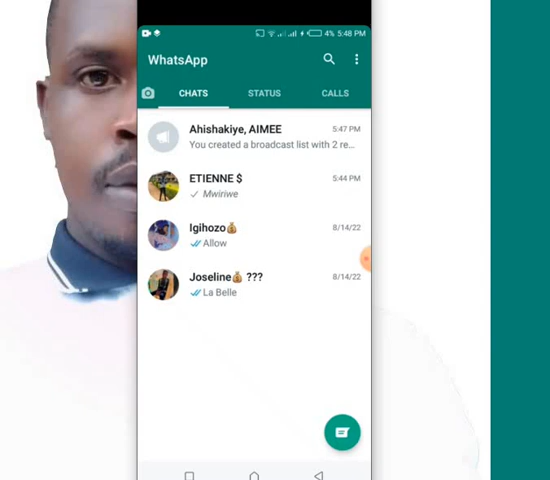 4% 5:48 PM
WhatsApp
CHATS STATUS CALLS
Ahishakiye, AIMEE 5:47 PM
You created a broadcast list with 2 re...
ETIENNE $ 5:44 PM
Mwiriwe
Igihozo💰 8/14/22
Allow
Joseline💰 ??? 8/14/22
La Belle